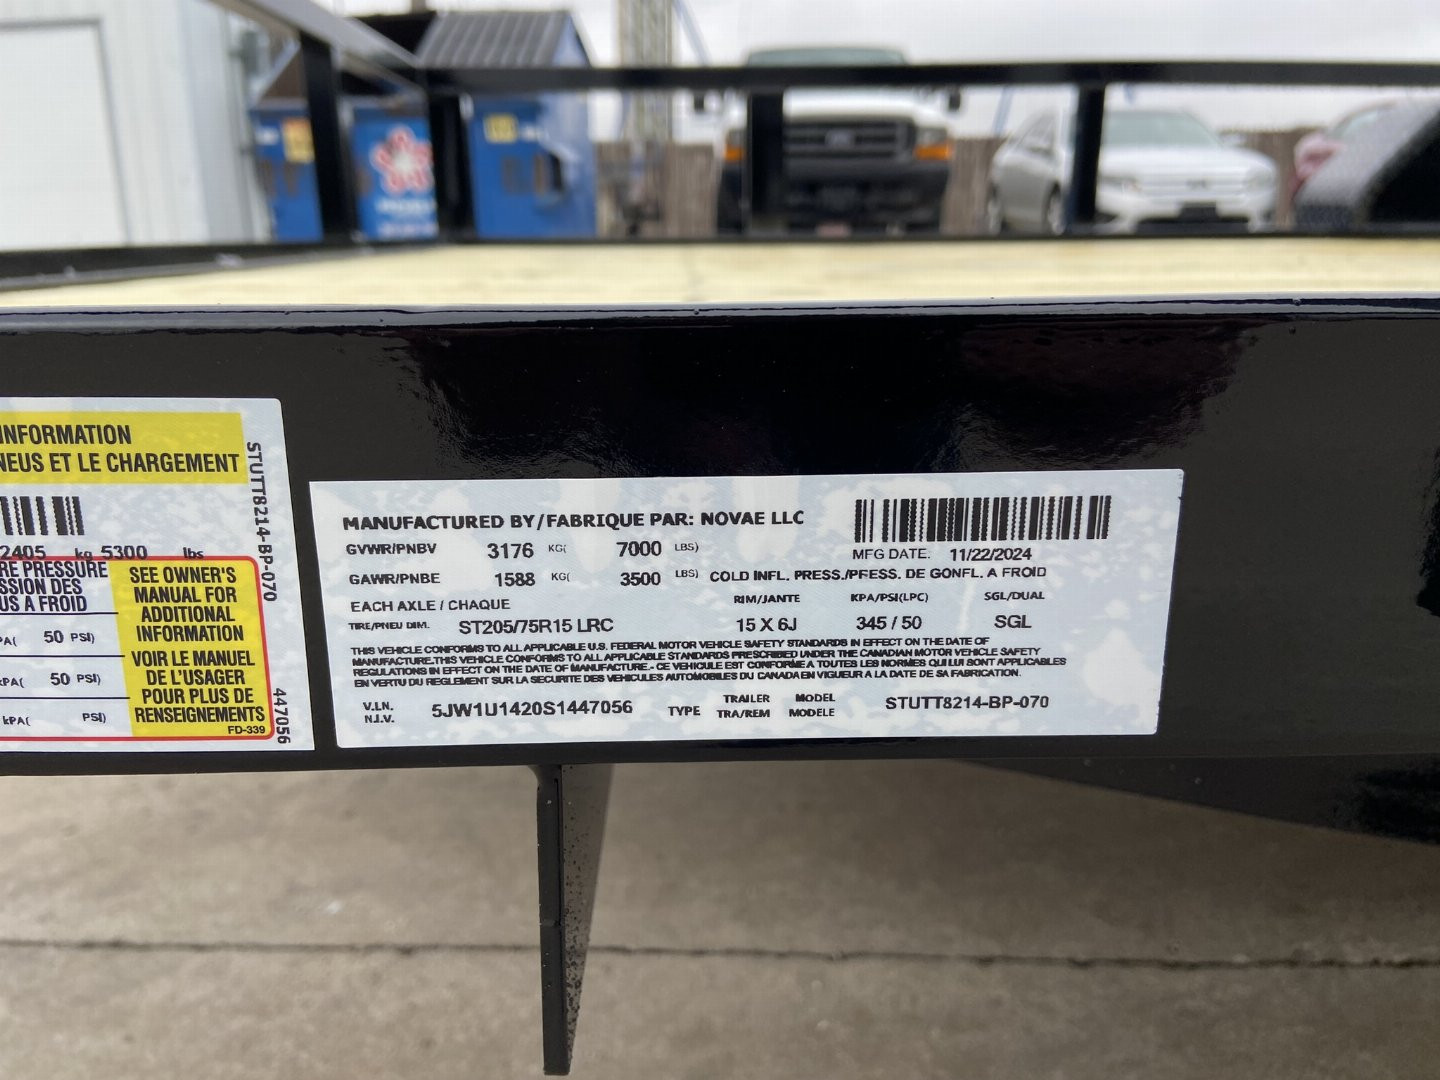 INFORMATION
NEUS ET LE CHARGEMENT
2405 kg 5300 lbs
RE PRESSURE
SSION DES
US A FROID
PA( 50 PSI)
kPA( 50 PSI)
kPA( PSI)
SEE OWNER'S
MANUAL FOR
ADDITIONAL
INFORMATION
VOIR LE MANUEL
DE L'USAGER
POUR PLUS DE
RENSEIGNEMENTS
FD-339
STUTT8214-BP-070
447056
MANUFACTURED BY/FABRIQUE PAR: NOVAE LLC
GVWR/PNBV 3176 KG( 7000 LBS)
MFG DATE. 11/22/2024
GAWR/PNBE 1588 KG( 3500 LBS) COLD INFL. PRESS./PRESS. DE GONFL. A FROID
EACH AXLE / CHAQUE RIM/JANTE KPA/PSI(LPC) SGL/DUAL
TIRE/PNEU DIM. ST205/75R15 LRC 15 X 6J 345 / 50 SGL
THIS VEHICLE CONFORMS TO ALL APPLICABLE U.S. FEDERAL MOTOR VEHICLE SAFETY STANDARDS IN EFFECT ON THE DATE OF
MANUFACTURE.THIS VEHICLE CONFORMS TO ALL APPLICABLE STANDARDS PRESCRIBED UNDER THE CANADIAN MOTOR VEHICLE SAFETY
REGULATIONS IN EFFECT ON THE DATE OF MANUFACTURE.- CE VEHICULE EST CONFORME A TOUTES LES NORMES QUI LUI SONT APPLICABLES
EN VERTU DU REGLEMENT SUR LA SECURITE DES VEHICULES AUTOMOBILES DU CANADA EN VIGUEUR A LA DATE DE SA FABRICATION.
V.I.N. 5JW1U1420S1447056 TYPE TRAILER MODEL STUTT8214-BP-070
N.I.V. TRA/REM MODELE